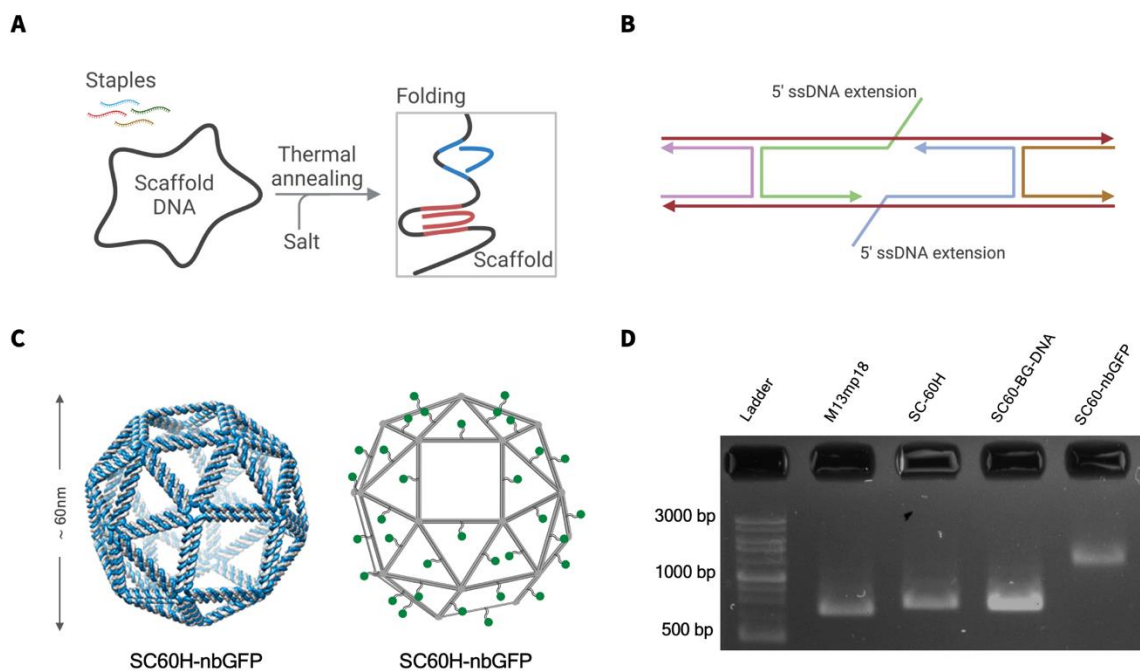 A
Staples
Scaffold
DNA
Thermal
annealing
Salt
Folding
Scaffold
B
5' ssDNA extension
5' ssDNA extension
C
~ 60nm
SC60H-nbGFP
SC60H-nbGFP
D
Ladder
M13mp18
SC-60H
SC60-BG-DNA
SC60-nbGFP
3000 bp
1000 bp
500 bp